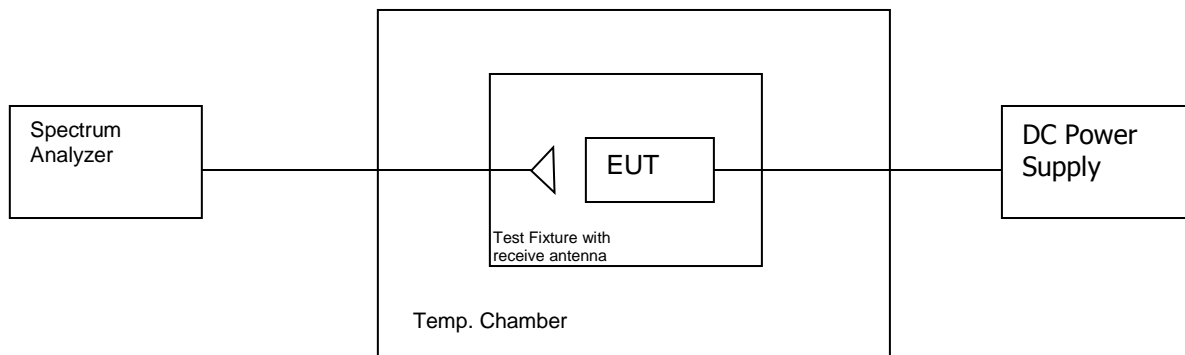 Spectrum
Analyzer
EUT
DC Power
Supply
Test Fixture with
receive antenna
Temp. Chamber